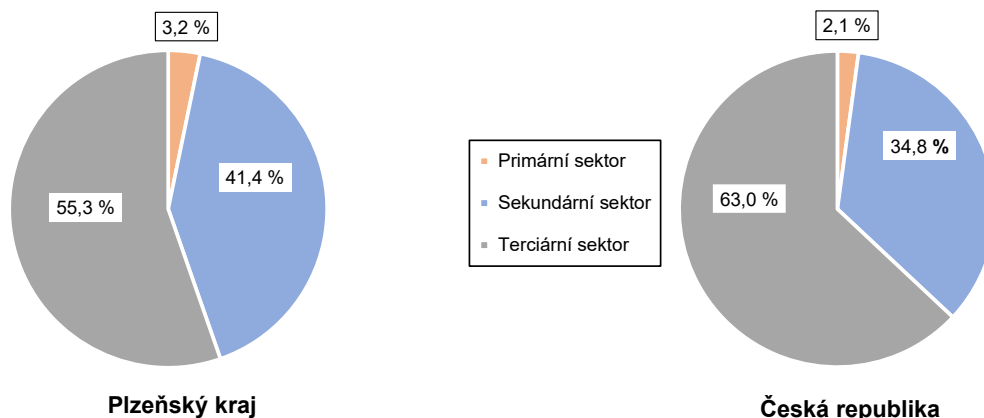 3,2 %
41,4 %
55,3 %
Plzeňský kraj
Primární sektor
Sekundární sektor
Terciární sektor
2,1 %
34,8 %
63,0 %
Česká republika